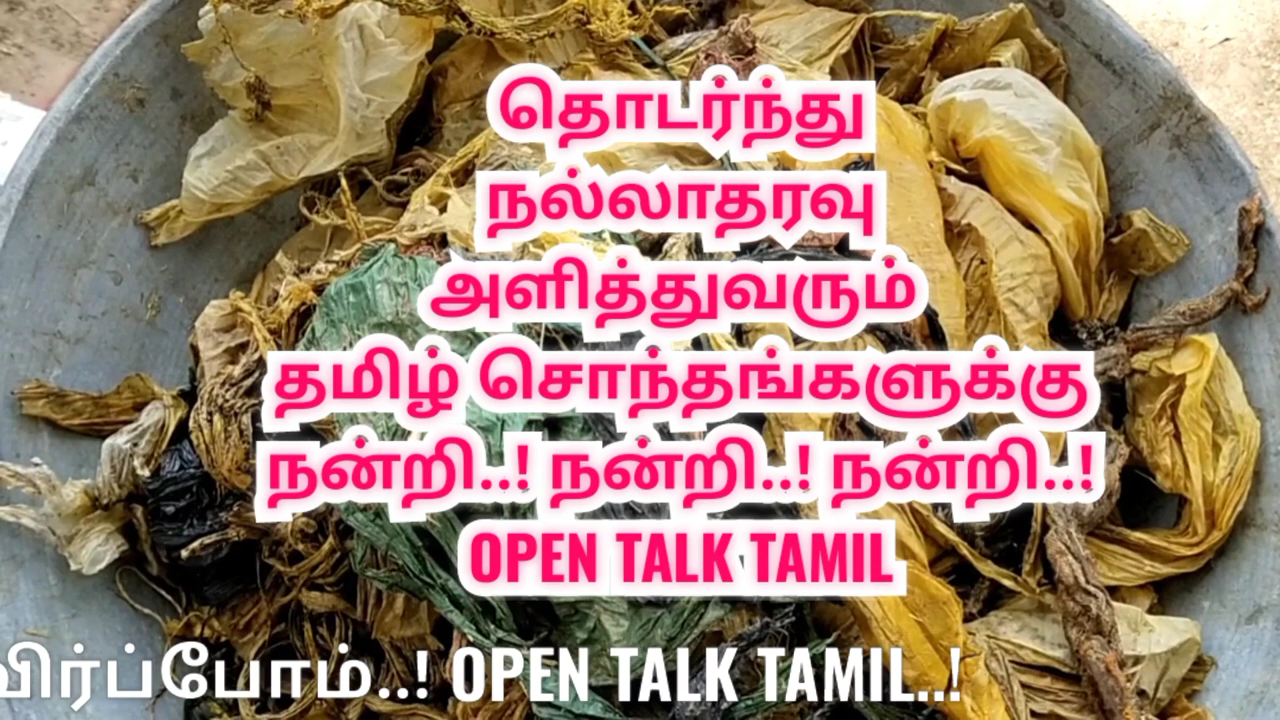 தொடர்ந்து
நல்லாதரவு
அளித்துவரும்
தமிழ் சொந்தங்களுக்கு
நன்றி..! நன்றி..! நன்றி..!
OPEN TALK TAMIL
விர்ப்போம்..! OPEN TALK TAMIL..!